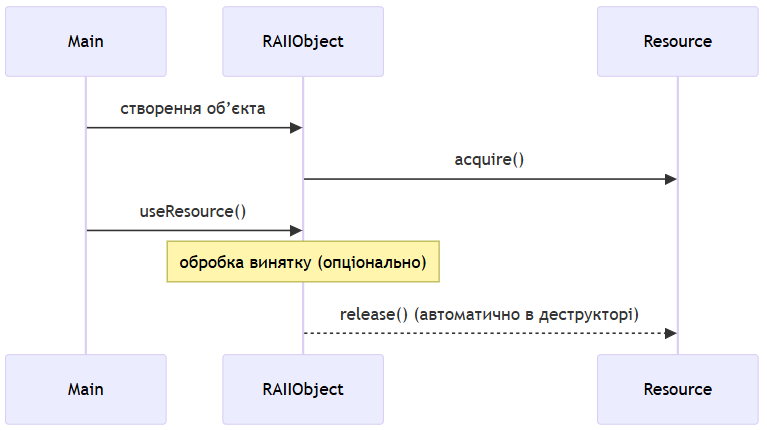 Main RAIIObject Resource
створення об’єкта
acquire()
useResource()
обробка винятку (опціонально)
release() (автоматично в деструкторі)
Main RAIIObject Resource